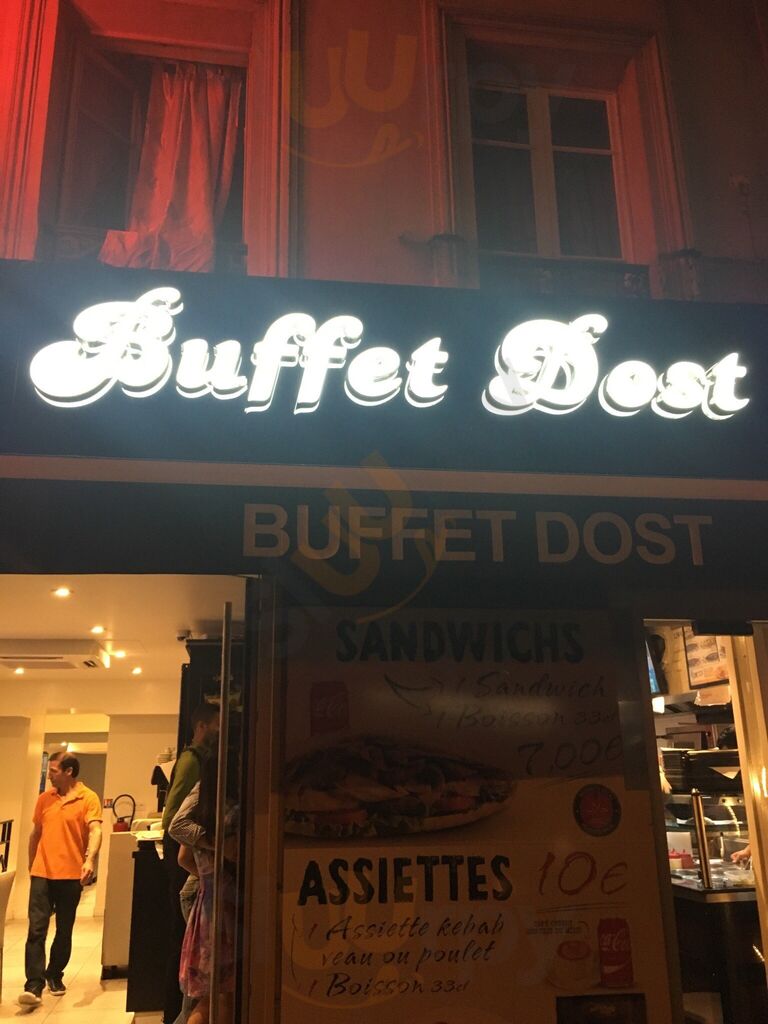 Buffet Dost
BUFFET DOST
SANDWICHS
1 Sandwich
1 Boisson 33cl
7,00€
ASSIETTES 10€
1 Assiette kebab
veau ou poulet
1 Boisson 33cl